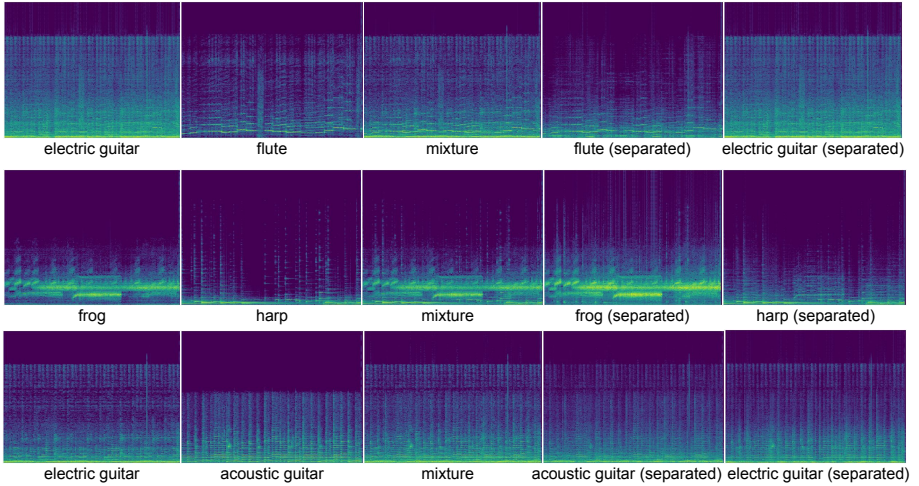 electric guitar flute mixture flute (separated) electric guitar (separated)
frog harp mixture frog (separated) harp (separated)
electric guitar acoustic guitar mixture acoustic guitar (separated) electric guitar (separated)